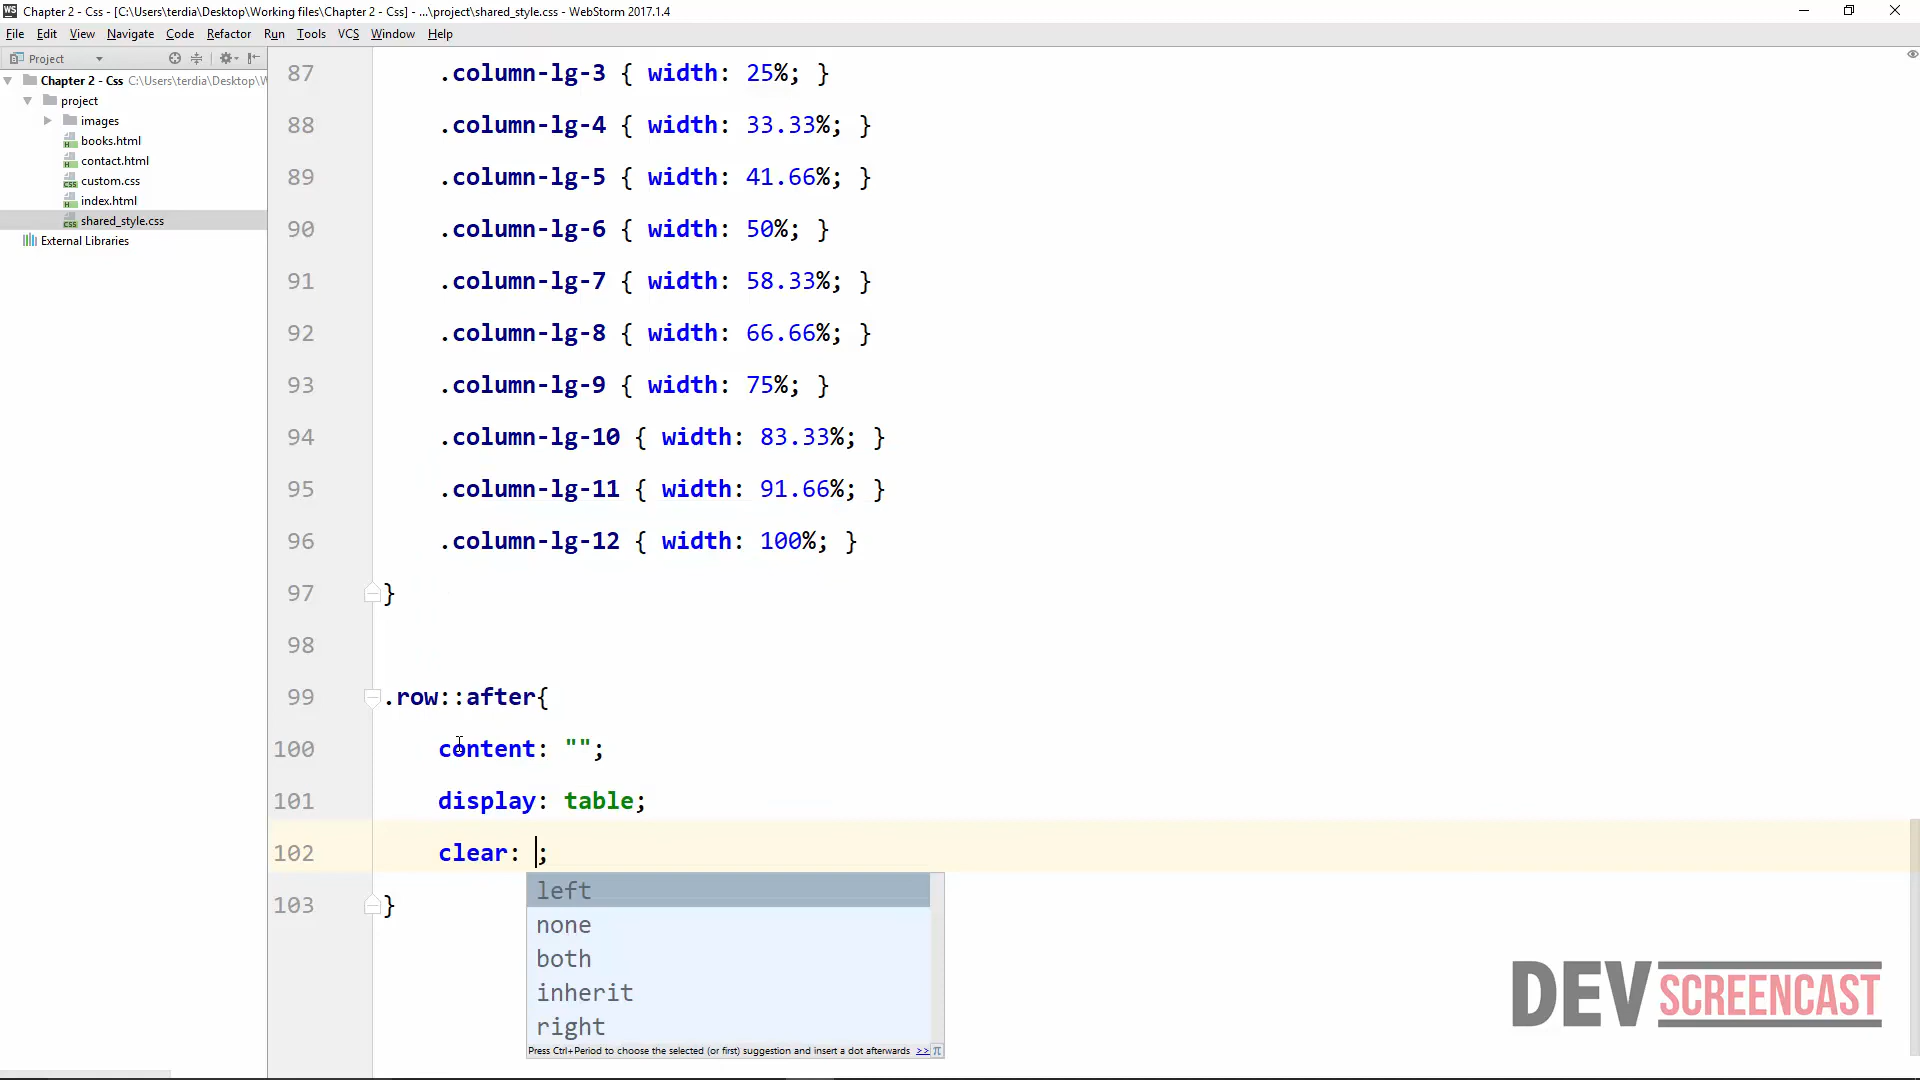 Chapter 2 - Css - [C:\Users\terdia\Desktop\Working files\Chapter 2 - Css] - ...\project\shared_style.css - WebStorm 2017.1.4
File Edit View Navigate Code Refactor Run Tools VCS Window Help
Project
Chapter 2 - Css C:\Users\terdia\Desktop\W
project
images
books.html
contact.html
custom.css
index.html
shared_style.css
External Libraries
87 .column-lg-3 { width: 25%; }
88 .column-lg-4 { width: 33.33%; }
89 .column-lg-5 { width: 41.66%; }
90 .column-lg-6 { width: 50%; }
91 .column-lg-7 { width: 58.33%; }
92 .column-lg-8 { width: 66.66%; }
93 .column-lg-9 { width: 75%; }
94 .column-lg-10 { width: 83.33%; }
95 .column-lg-11 { width: 91.66%; }
96 .column-lg-12 { width: 100%; }
97 }
98
99 .row::after{
100 content: "";
101 display: table;
102 clear: ;
103 }
left
none
both
inherit
right
Press Ctrl+Period to choose the selected (or first) suggestion and insert a dot afterwards >> π
DEVSCREENCAST